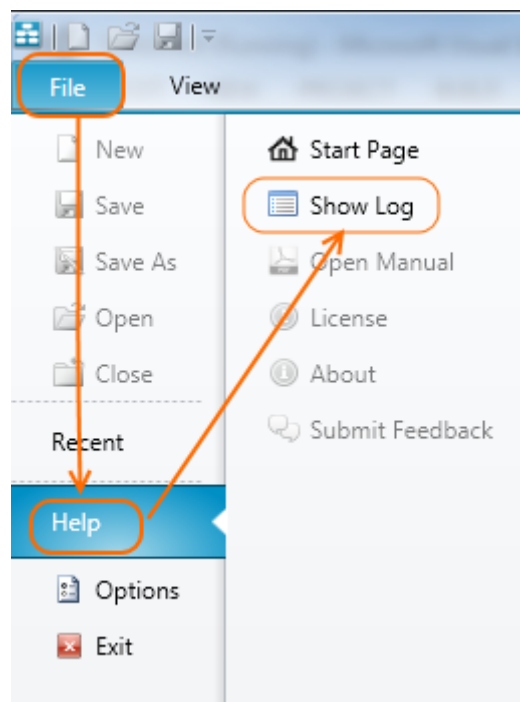 File View
New
Save
Save As
Open
Close
Recent
Help
Options
Exit
Start Page
Show Log
Open Manual
License
About
Submit Feedback